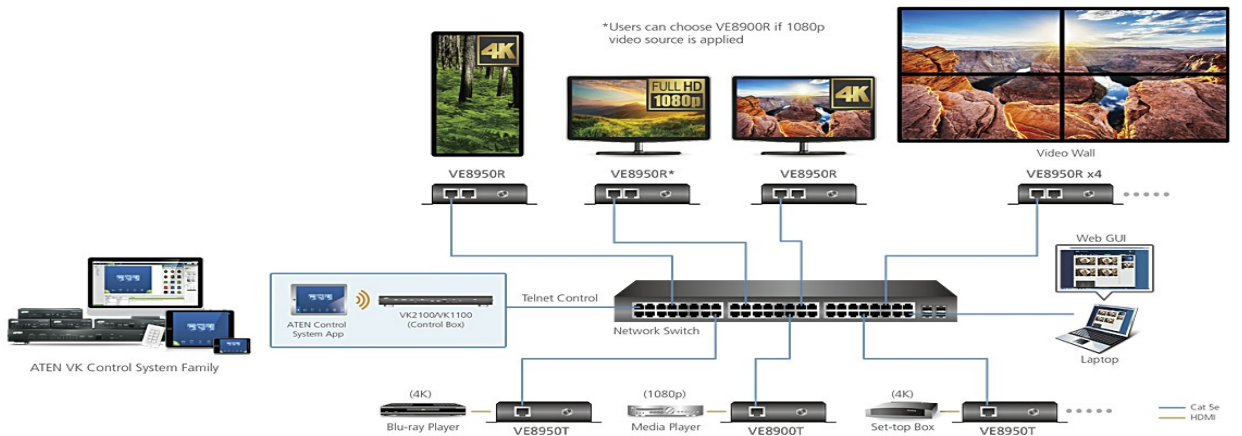 *Users can choose VE8900R if 1080p
video source is applied
4K
FULL HD
1080p
4K
Video Wall
VE8950R
VE8950R*
VE8950R
VE8950R x4
Web GUI
Telnet Control
ATEN Control
System App
VK2100/VK1100
(Control Box)
Network Switch
Laptop
ATEN VK Control System Family
(4K)
(1080p)
(4K)
Blu-ray Player
VE8950T
Media Player
VE8900T
Set-top Box
VE8950T
Cat 5e
HDMI